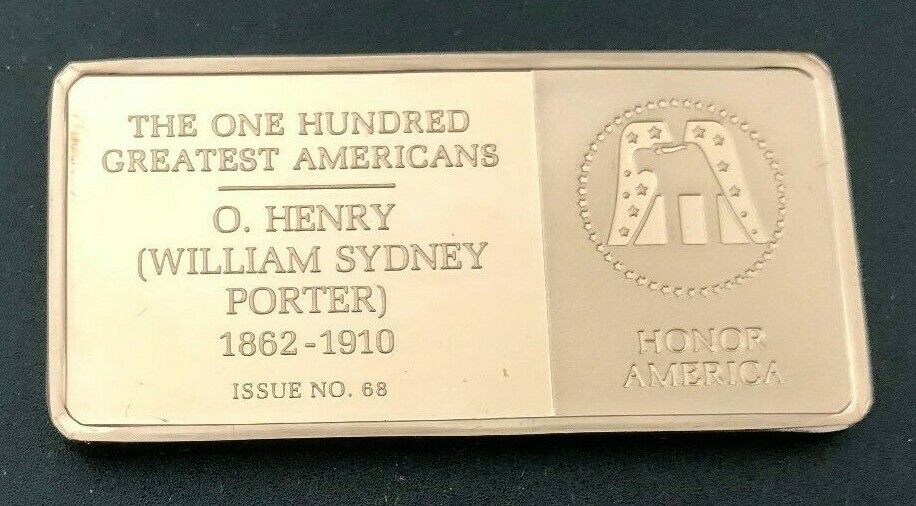 THE ONE HUNDRED
GREATEST AMERICANS
O. HENRY
(WILLIAM SYDNEY
PORTER)
1862-1910
ISSUE NO. 68
HONOR
AMERICA